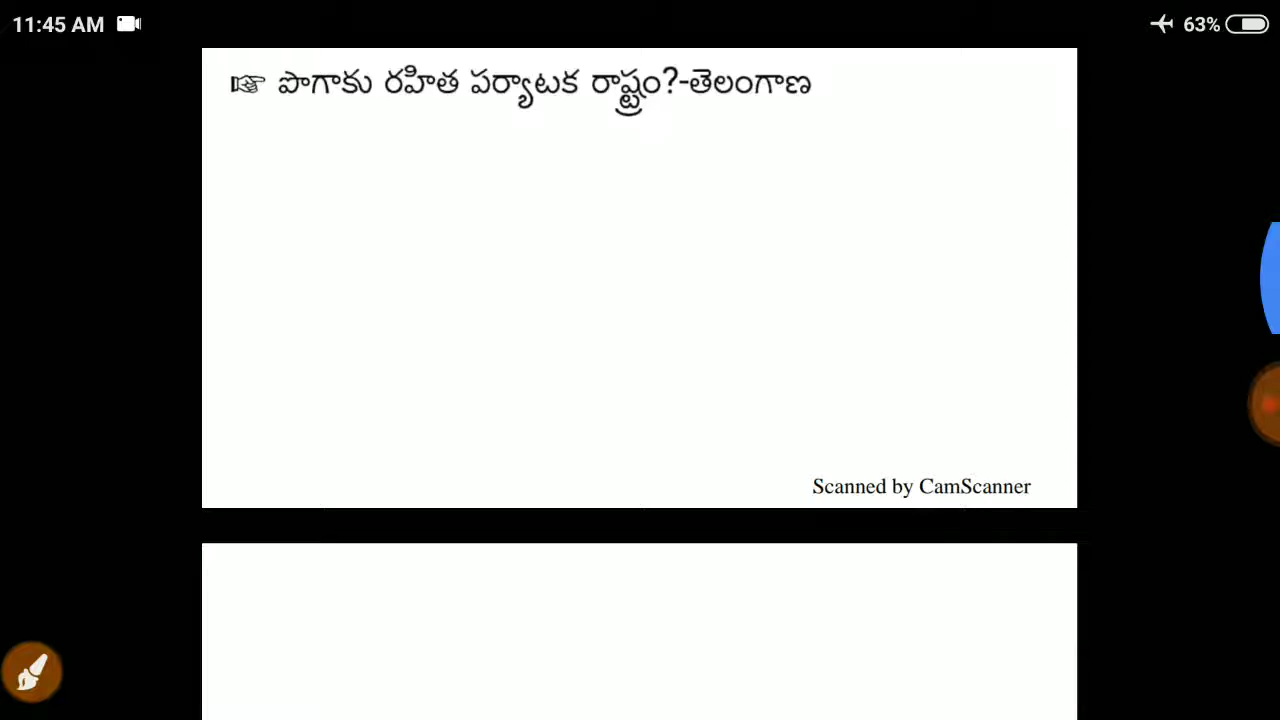 11:45 AM 63%
☞ పొగాకు రహిత పర్యాటక రాష్ట్రం?-తెలంగాణ
Scanned by CamScanner